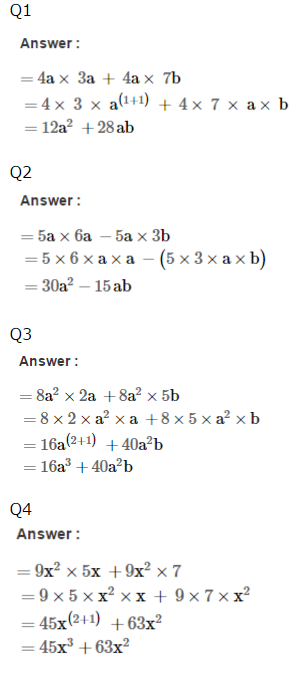 Q1
Answer :
= 4a × 3a + 4a × 7b
= 4 × 3 × a^(1+1) + 4 × 7 × a × b
= 12a² + 28ab
Q2
Answer :
= 5a × 6a − 5a × 3b
= 5 × 6 × a × a − (5 × 3 × a × b)
= 30a² − 15ab
Q3
Answer :
= 8a² × 2a + 8a² × 5b
= 8 × 2 × a² × a + 8 × 5 × a² × b
= 16a^(2+1) + 40a²b
= 16a³ + 40a²b
Q4
Answer :
= 9x² × 5x + 9x² × 7
= 9 × 5 × x² × x + 9 × 7 × x²
= 45x^(2+1) + 63x²
= 45x³ + 63x²